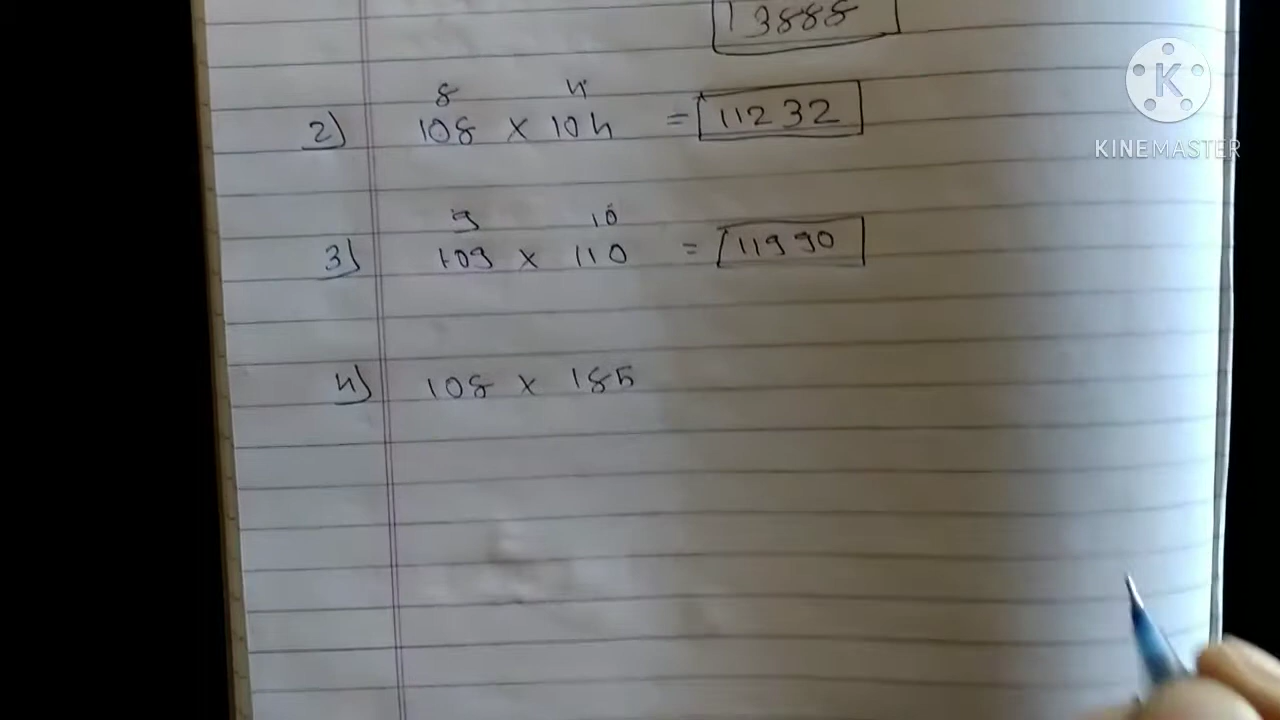 13888
8 4
2) 108 × 104 = 11232
9 10
3) 109 × 110 = 11990
4) 108 × 185
K
KINEMASTER